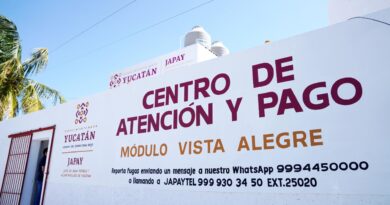 YUCATÁN
JAPAY
YUCATÁN
JAPAY
CENTRO DE
ATENCIÓN Y PAGO
MÓDULO VISTA ALEGRE
Reporta fugas enviando un mensaje a nuestro WhatsApp 9994450000
o llamando a JAPAYTEL 999 930 34 50 EXT.25020